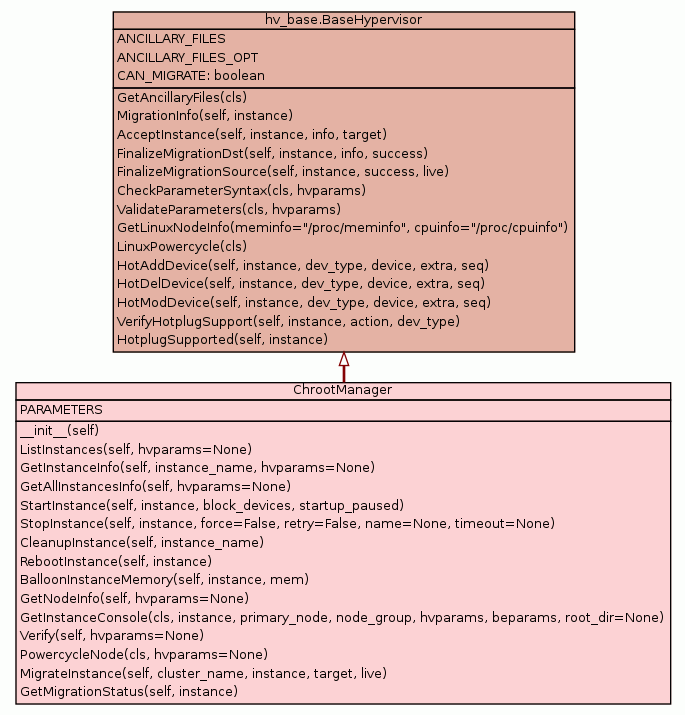 hv_base.BaseHypervisor
ANCILLARY_FILES
ANCILLARY_FILES_OPT
CAN_MIGRATE: boolean
GetAncillaryFiles(cls)
MigrationInfo(self, instance)
AcceptInstance(self, instance, info, target)
FinalizeMigrationDst(self, instance, info, success)
FinalizeMigrationSource(self, instance, success, live)
CheckParameterSyntax(cls, hvparams)
ValidateParameters(cls, hvparams)
GetLinuxNodeInfo(meminfo="/proc/meminfo", cpuinfo="/proc/cpuinfo")
LinuxPowercycle(cls)
HotAddDevice(self, instance, dev_type, device, extra, seq)
HotDelDevice(self, instance, dev_type, device, extra, seq)
HotModDevice(self, instance, dev_type, device, extra, seq)
VerifyHotplugSupport(self, instance, action, dev_type)
HotplugSupported(self, instance)
ChrootManager
PARAMETERS
__init__(self)
ListInstances(self, hvparams=None)
GetInstanceInfo(self, instance_name, hvparams=None)
GetAllInstancesInfo(self, hvparams=None)
StartInstance(self, instance, block_devices, startup_paused)
StopInstance(self, instance, force=False, retry=False, name=None, timeout=None)
CleanupInstance(self, instance_name)
RebootInstance(self, instance)
BalloonInstanceMemory(self, instance, mem)
GetNodeInfo(self, hvparams=None)
GetInstanceConsole(cls, instance, primary_node, node_group, hvparams, beparams, root_dir=None)
Verify(self, hvparams=None)
PowercycleNode(cls, hvparams=None)
MigrateInstance(self, cluster_name, instance, target, live)
GetMigrationStatus(self, instance)